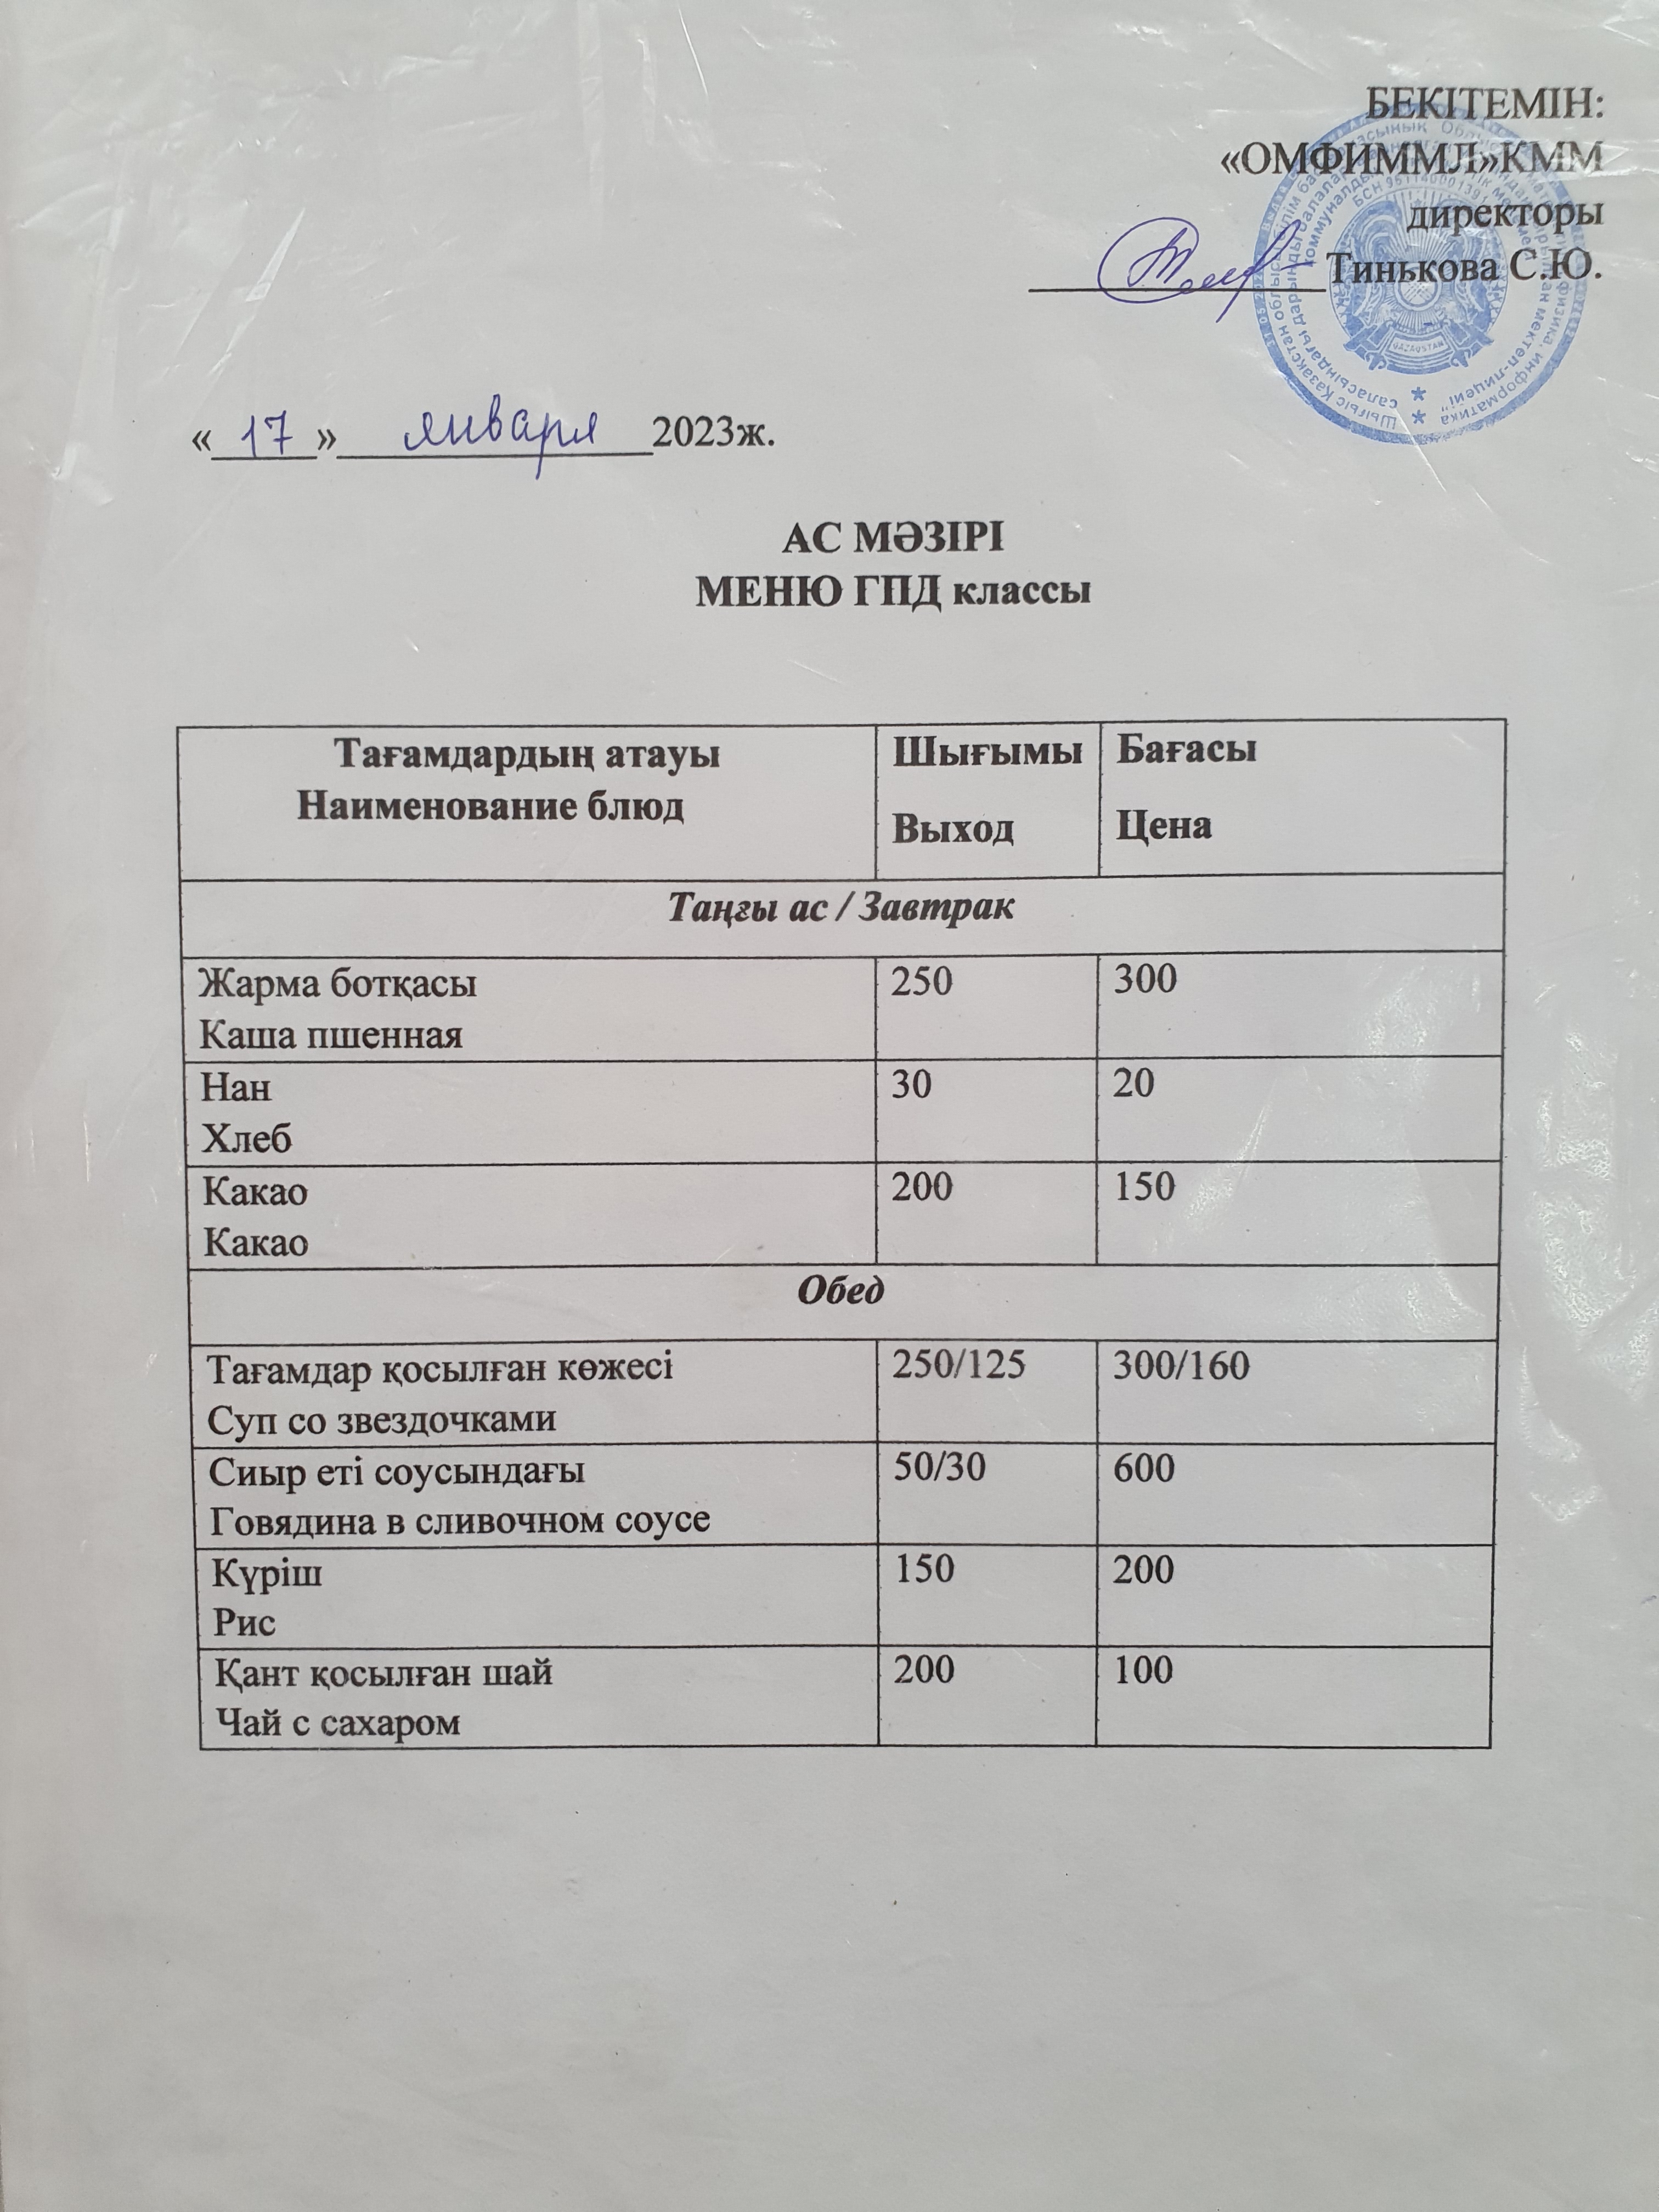 БЕКІТЕМІН:
«ОМФИММЛ»КММ
директоры
Тинькова С.Ю.
QAZAQSTAN
«17» января 2023ж.
АС МӘЗІРІ
МЕНЮ ГПД классы
Тағамдардың атауы
Наименование блюд
Шығымы
Выход
Бағасы
Цена
Таңғы ас / Завтрак
Жарма ботқасы
Каша пшенная
250
300
Нан
Хлеб
30
20
Какао
Какао
200
150
Обед
Тағамдар қосылған көжесі
Суп со звездочками
250/125
300/160
Сиыр еті соусындағы
Говядина в сливочном соусе
50/30
600
Күріш
Рис
150
200
Қант қосылған шай
Чай с сахаром
200
100